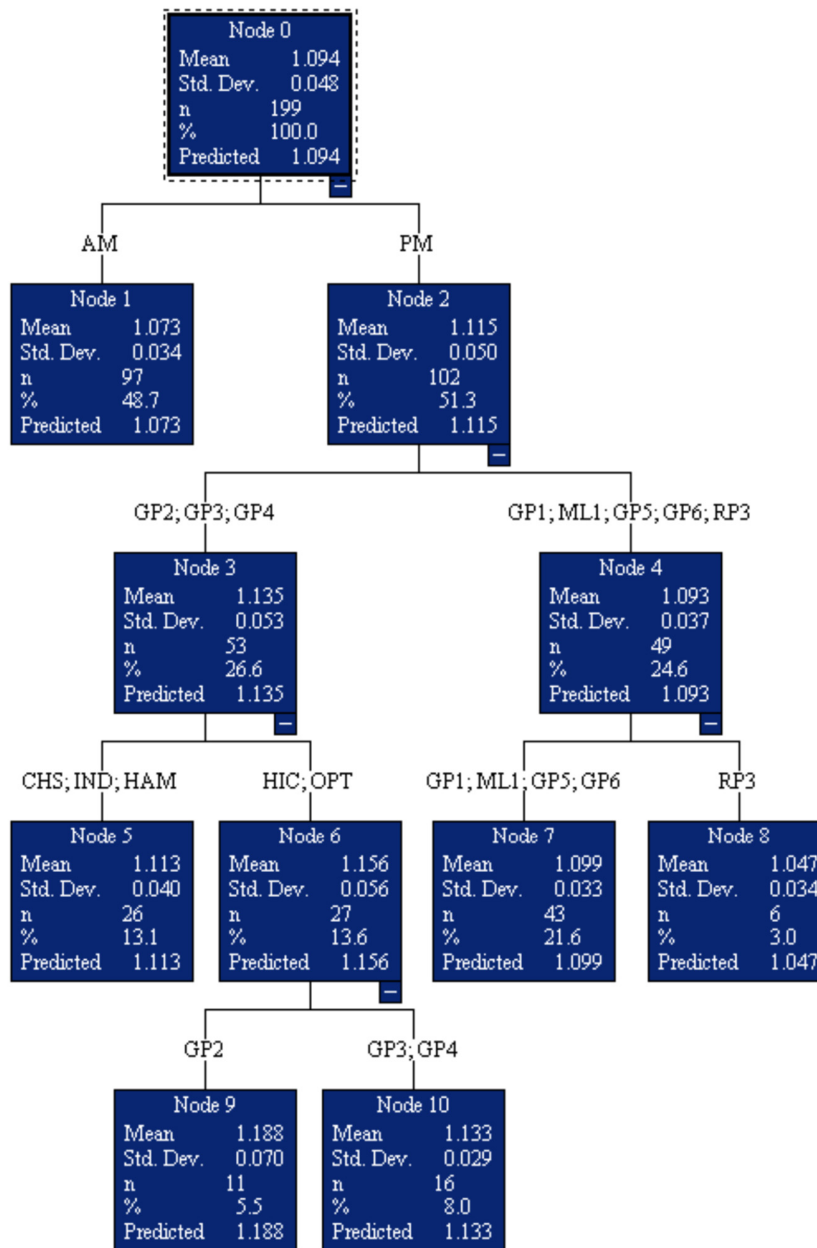 Node 0
Mean 1.094
Std. Dev. 0.048
n 199
% 100.0
Predicted 1.094
AM PM
Node 1
Mean 1.073
Std. Dev. 0.034
n 97
% 48.7
Predicted 1.073
Node 2
Mean 1.115
Std. Dev. 0.050
n 102
% 51.3
Predicted 1.115
GP2; GP3; GP4 GP1; ML1; GP5; GP6; RP3
Node 3
Mean 1.135
Std. Dev. 0.053
n 53
% 26.6
Predicted 1.135
Node 4
Mean 1.093
Std. Dev. 0.037
n 49
% 24.6
Predicted 1.093
CHS; IND; HAM HIC; OPT GP1; ML1; GP5; GP6 RP3
Node 5
Mean 1.113
Std. Dev. 0.040
n 26
% 13.1
Predicted 1.113
Node 6
Mean 1.156
Std. Dev. 0.056
n 27
% 13.6
Predicted 1.156
Node 7
Mean 1.099
Std. Dev. 0.033
n 43
% 21.6
Predicted 1.099
Node 8
Mean 1.047
Std. Dev. 0.034
n 6
% 3.0
Predicted 1.047
GP2 GP3; GP4
Node 9
Mean 1.188
Std. Dev. 0.070
n 11
% 5.5
Predicted 1.188
Node 10
Mean 1.133
Std. Dev. 0.029
n 16
% 8.0
Predicted 1.133